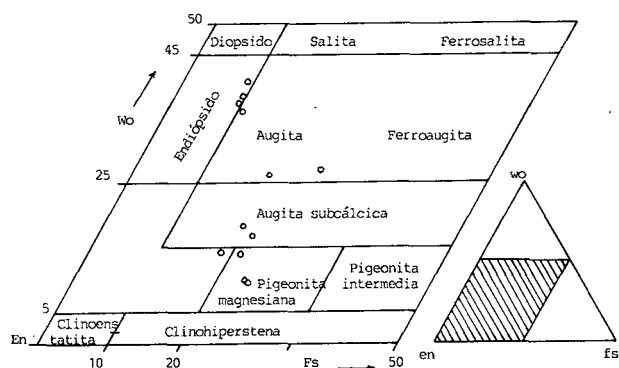 50
Diopsido Salita Ferrosalita
45
Wo
Endiópsido
Augita Ferroaugita
25
Augita subcálcica
Pigeonita magnesiana
Pigeonita intermedia
5
Clinoens
tatita
Clinohiperstena
En
10 20 Fs 50
wo
en fs